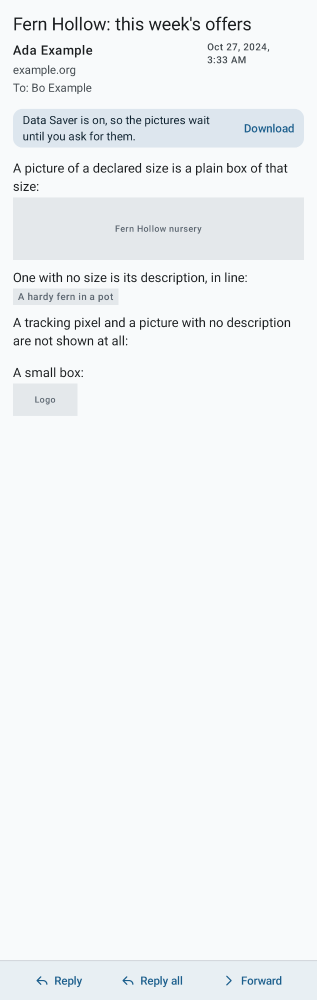 Fern Hollow: this week's offers
Ada Example
Oct 27, 2024,
3:33 AM
example.org
To: Bo Example
Data Saver is on, so the pictures wait
until you ask for them.
Download
A picture of a declared size is a plain box of that
size:
Fern Hollow nursery
One with no size is its description, in line:
A hardy fern in a pot
A tracking pixel and a picture with no description
are not shown at all:
A small box:
Logo
Reply
Reply all
Forward